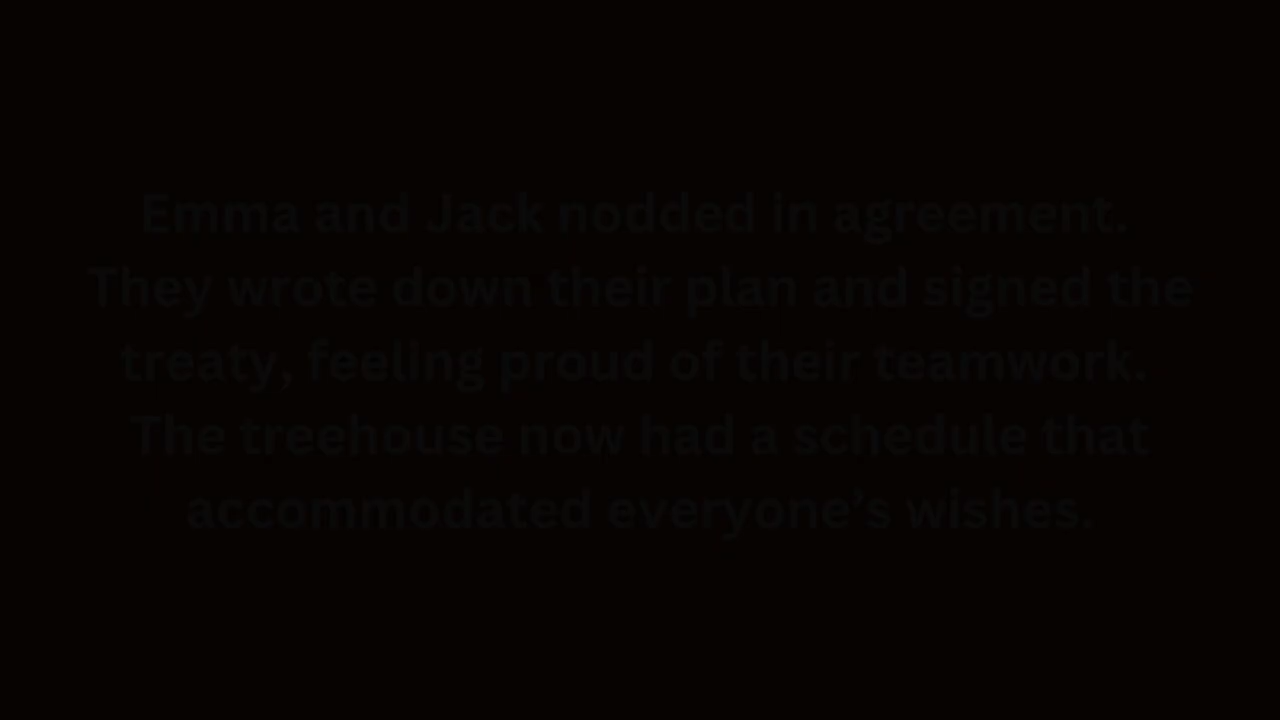 Emma and Jack nodded in agreement.
They wrote down their plan and signed the
treaty, feeling proud of their teamwork.
The treehouse now had a schedule that
accommodated everyone’s wishes.